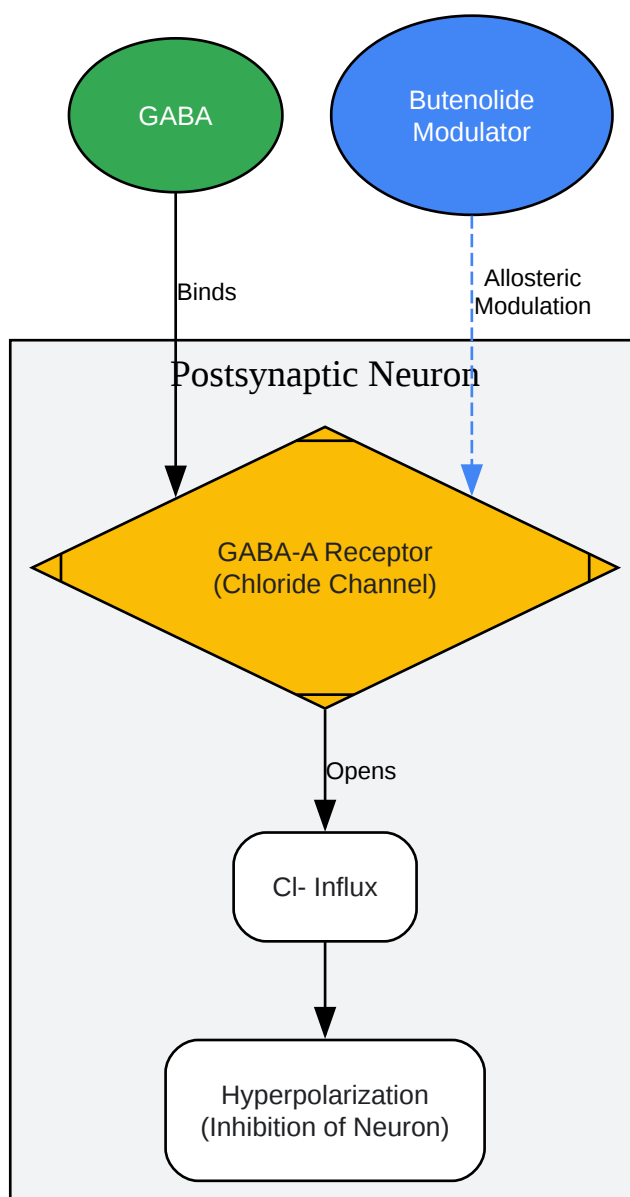 GABA
Butenolide
Modulator
Binds
Allosteric
Modulation
Postsynaptic Neuron
GABA-A Receptor
(Chloride Channel)
Opens
Cl- Influx
Hyperpolarization
(Inhibition of Neuron)